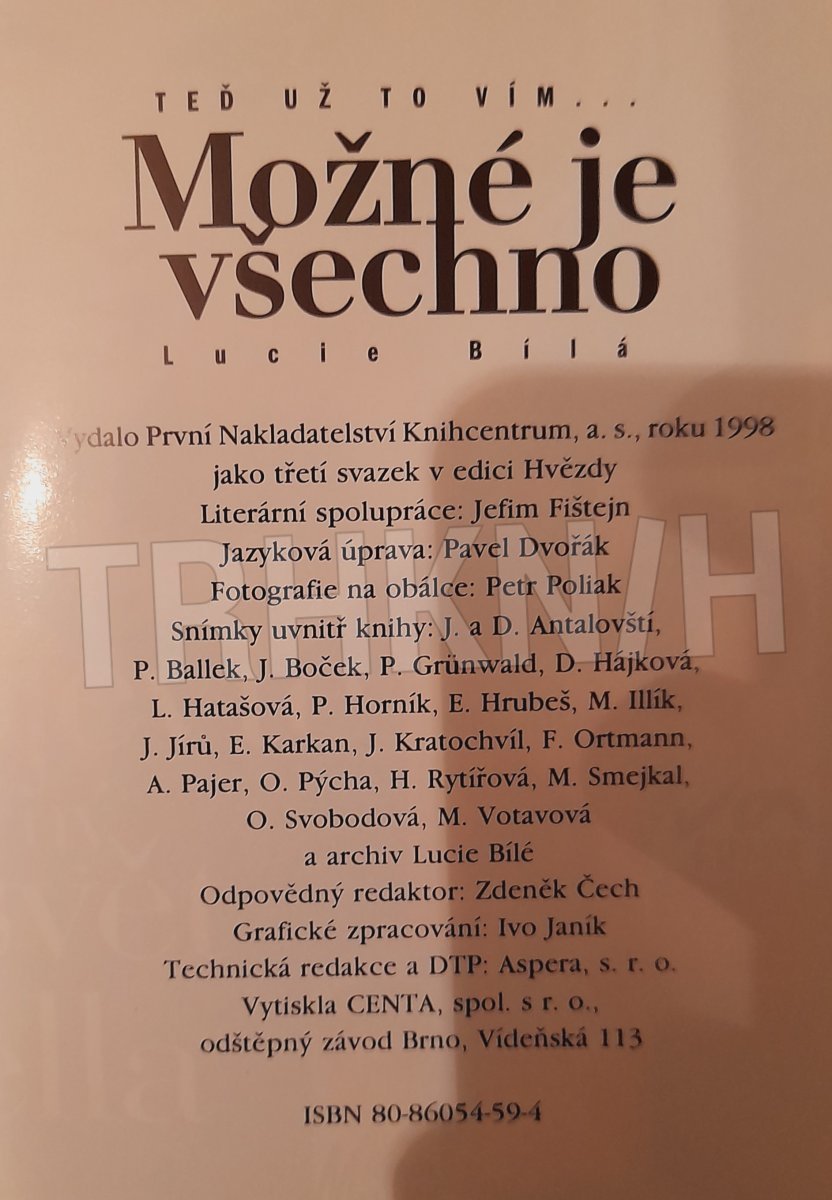 TEĎ UŽ TO VÍM...
Možné je
všechno
Lucie Bílá
Vydalo První Nakladatelství Knihcentrum, a. s., roku 1998
jako třetí svazek v edici Hvězdy
Literární spolupráce: Jefim Fištejn
Jazyková úprava: Pavel Dvořák
TRHKNIH
Fotografie na obálce: Petr Poliak
Snímky uvnitř knihy: J. a D. Antalovští,
P. Ballek, J. Boček, P. Grünwald, D. Hájková,
L. Hatašová, P. Horník, E. Hrubeš, M. Illík,
J. Jírů, E. Karkan, J. Kratochvíl, F. Ortmann,
A. Pajer, O. Pýcha, H. Rytířová, M. Smejkal,
O. Svobodová, M. Votavová
a archiv Lucie Bílé
Odpovědný redaktor: Zdeněk Čech
Grafické zpracování: Ivo Janík
Technická redakce a DTP: Aspera, s. r. o.
Vytiskla CENTA, spol. s r. o.,
odštěpný závod Brno, Vídeňská 113
ISBN 80-86054-59-4